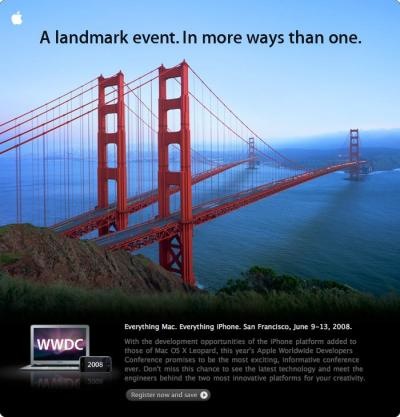 A landmark event. In more ways than one.
Everything Mac. Everything iPhone. San Francisco, June 9-13, 2008.
With the development opportunities of the iPhone platform added to
those of Mac OS X Leopard, this year's Apple Worldwide Developers
Conference promises to be the most exciting, informative conference
ever. Don't miss this chance to see the latest technology and meet the
engineers behind the two most innovative platforms for your creativity.
WWDC
2008
Register now and save